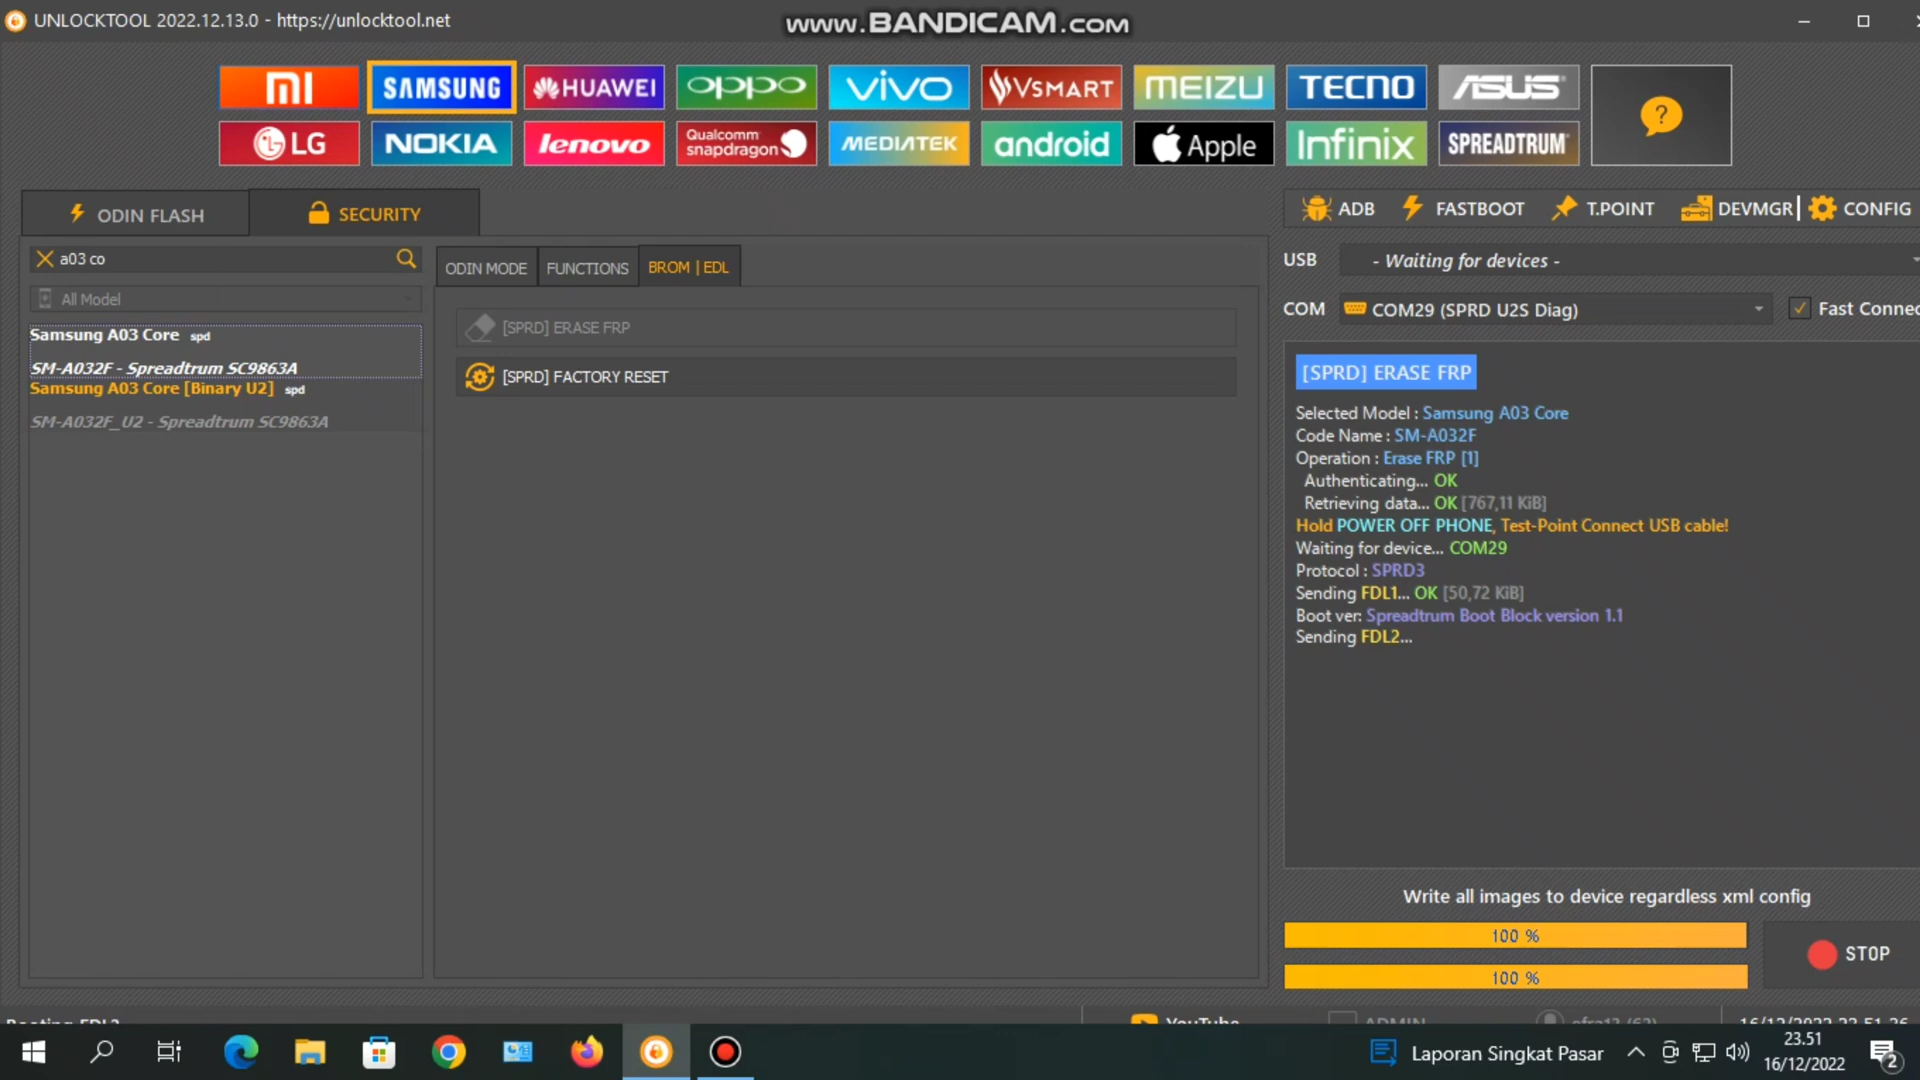 UNLOCKTOOL 2022.12.13.0 - https://unlocktool.net
www.BANDICAM.com
mi
SAMSUNG
HUAWEI
oppo
vivo
VSMART
MEIZU
TECNO
ASUS
?
LG
NOKIA
lenovo
Qualcomm snapdragon
MEDIATEK
android
Apple
Infinix
SPREADTRUM
ODIN FLASH
SECURITY
ADB
FASTBOOT
T.POINT
DEVMGR
CONFIG
a03 co
All Model
Samsung A03 Core spd
SM-A032F - Spreadtrum SC9863A
Samsung A03 Core [Binary U2] spd
SM-A032F_U2 - Spreadtrum SC9863A
ODIN MODE
FUNCTIONS
BROM | EDL
[SPRD] ERASE FRP
[SPRD] FACTORY RESET
USB - Waiting for devices -
COM COM29 (SPRD U2S Diag)
Fast Connec
[SPRD] ERASE FRP
Selected Model : Samsung A03 Core
Code Name : SM-A032F
Operation : Erase FRP [1]
Authenticating... OK
Retrieving data... OK [767,11 KiB]
Hold POWER OFF PHONE, Test-Point Connect USB cable!
Waiting for device... COM29
Protocol : SPRD3
Sending FDL1... OK [50,72 KiB]
Boot ver: Spreadtrum Boot Block version 1.1
Sending FDL2...
Write all images to device regardless xml config
100 %
STOP
100 %
YouTube
ADMIN
Laporan Singkat Pasar
23.51
16/12/2022
2